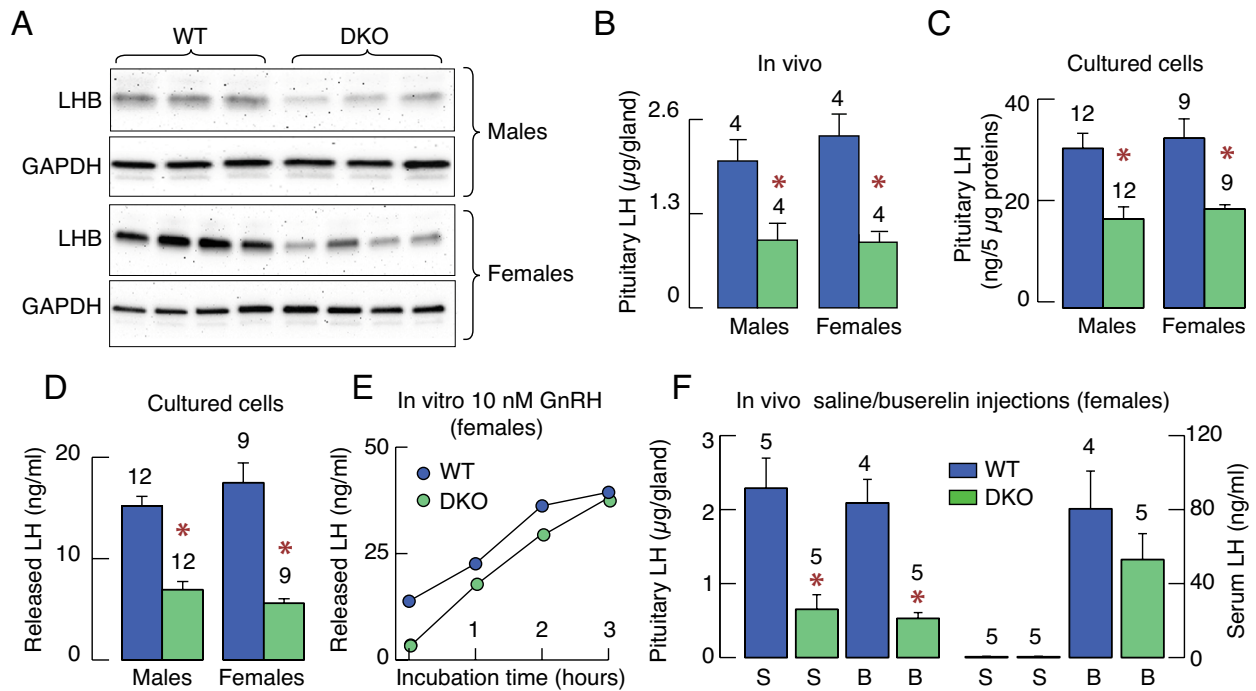 A
WT DKO
LHB
GAPDH
Males
LHB
GAPDH
Females
B
In vivo
Pituitary LH (µg/gland)
2.6
1.3
0
4
*
4
4
*
4
Males Females
C
Cultured cells
Pituitary LH
(ng/5 µg proteins)
40
20
0
12
*
12
9
*
9
Males Females
D
Cultured cells
Released LH (ng/ml)
20
10
0
12
*
12
9
*
9
Males Females
E
In vitro 10 nM GnRH
(females)
Released LH (ng/ml)
50
25
0
WT
DKO
1 2 3
Incubation time (hours)
F
In vivo saline/buserelin injections (females)
Pituitary LH (µg/gland)
3
2
1
0
5
5
*
4
5
*
WT
DKO
5 5
4
5
120
80
40
0
Serum LH (ng/ml)
S S B B S S B B